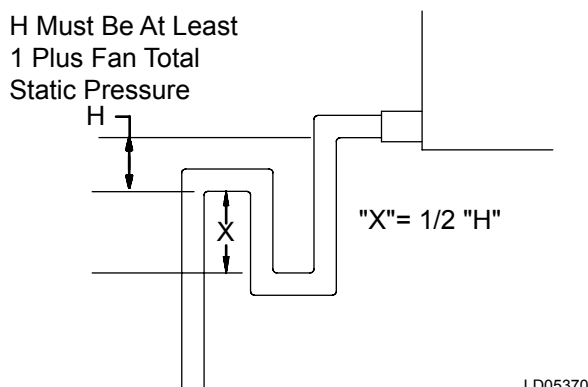 H Must Be At Least
1 Plus Fan Total
Static Pressure
H
X
"X"= 1/2 "H"
LD05370